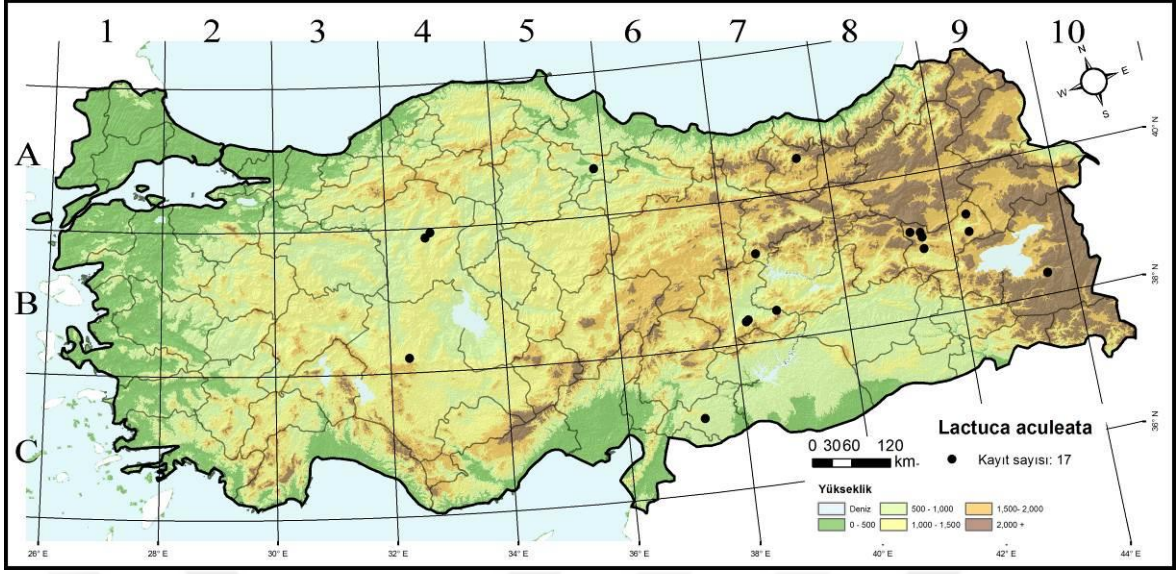 1 2 3 4 5 6 7 8 9 10
N
W E
S
A
B
C
40° N
38° N
36° N
Lactuca aculeata
Kayıt sayısı: 17
0 30 60 120
km
Yükseklik
Deniz 500 - 1,000 1,500- 2,000
0 - 500 1,000 - 1,500 2,000 +
26° E 28° E 30° E 32° E 34° E 36° E 38° E 40° E 42° E 44° E